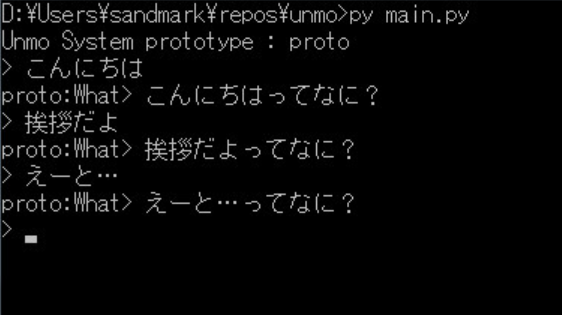 D:¥Users¥sandmark¥repos¥unmo>py main.py
Unmo System prototype : proto
> こんにちは
proto:What> こんにちはってなに？
> 挨拶だよ
proto:What> 挨拶だよってなに？
> えーと…
proto:What> えーと…ってなに？
>